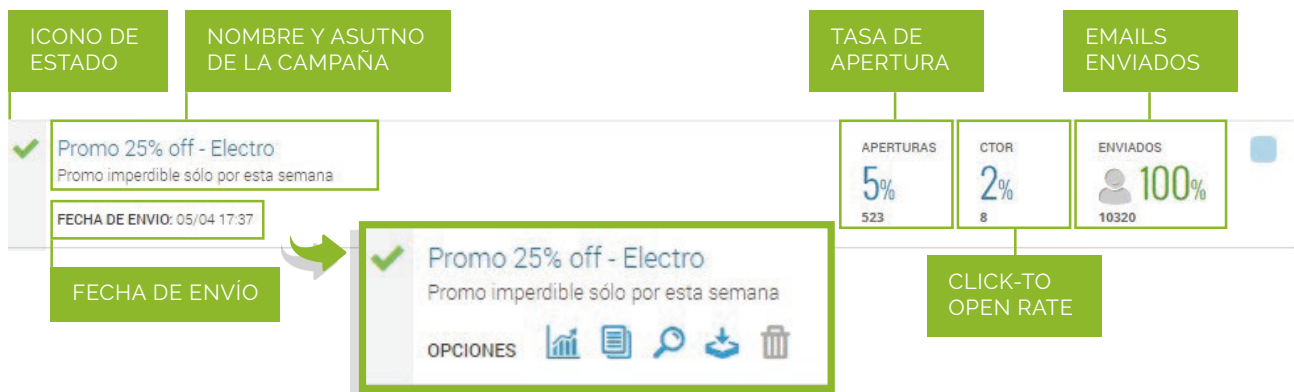 ICONO DE
ESTADO
NOMBRE Y ASUTNO
DE LA CAMPAÑA
TASA DE
APERTURA
EMAILS
ENVIADOS
Promo 25% off - Electro
Promo imperdible sólo por esta semana
FECHA DE ENVIO: 05/04 17:37
APERTURAS
5%
523
CTOR
2%
8
ENVIADOS
100%
10320
FECHA DE ENVÍO
Promo 25% off - Electro
Promo imperdible sólo por esta semana
OPCIONES
CLICK-TO
OPEN RATE